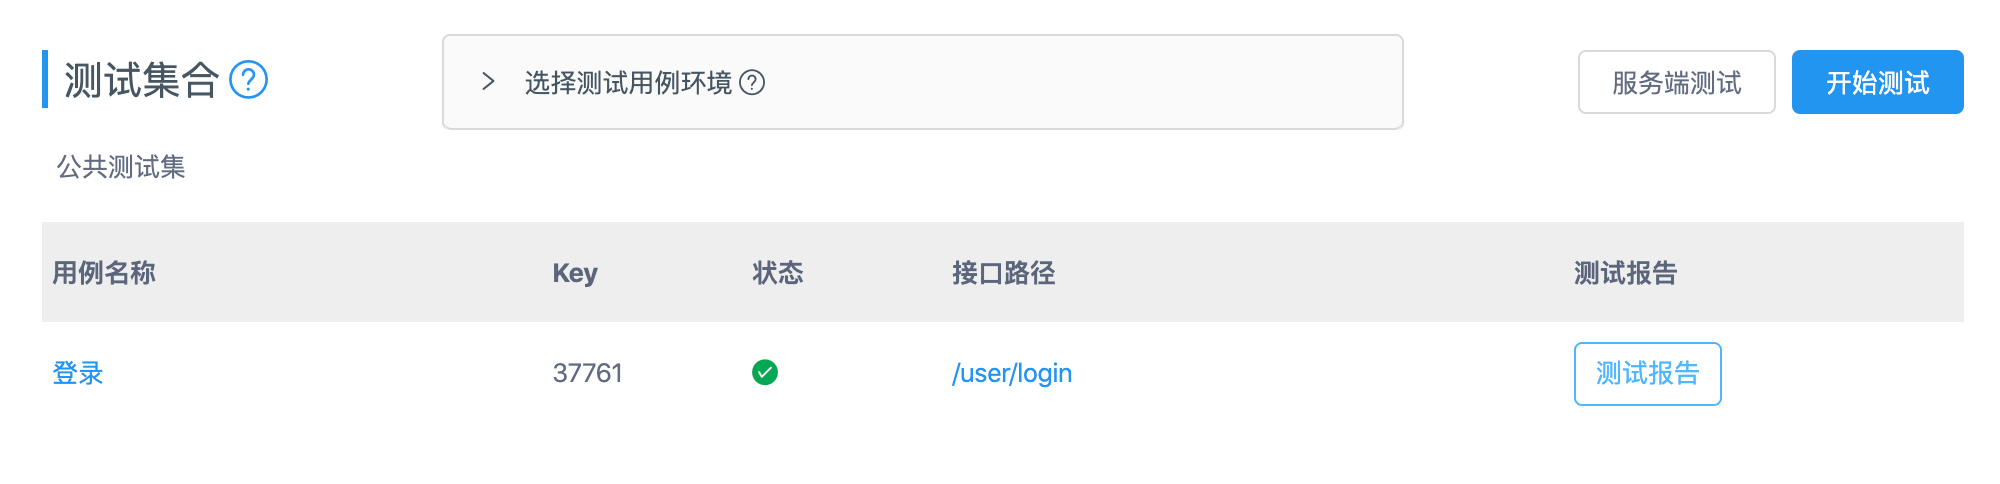 测试集合
选择测试用例环境
服务端测试
开始测试
公共测试集
用例名称 Key 状态 接口路径 测试报告
登录 37761 /user/login 测试报告